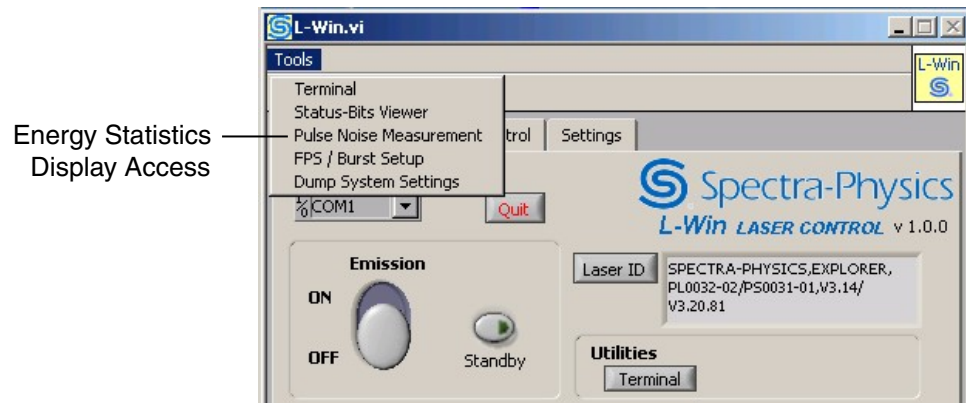 L-Win.vi
Tools
L-Win
Terminal
Status-Bits Viewer
Pulse Noise Measurement
FPS / Burst Setup
Dump System Settings
Energy Statistics
Display Access
trol
Settings
COM1
Quit
Spectra-Physics
L-Win LASER CONTROL v 1.0.0
Emission
ON
OFF
Standby
Laser ID
SPECTRA-PHYSICS,EXPLORER,
PL0032-02/PS0031-01,V3.14/
V3.20.81
Utilities
Terminal